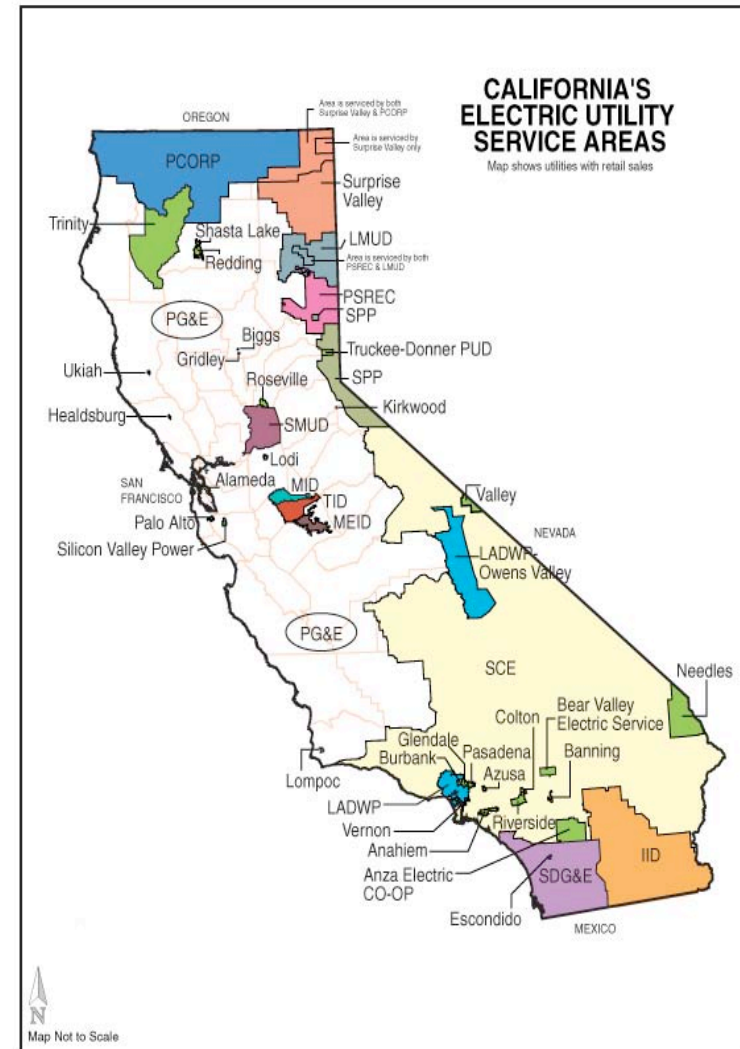 CALIFORNIA'S
ELECTRIC UTILITY
SERVICE AREAS
Map shows utilities with retail sales
OREGON
Area is serviced by both
Surprise Valley & PCORP
Area is serviced by
Surprise Valley only
PCORP
Surprise
Valley
Trinity
Shasta Lake
Redding
LMUD
Area is serviced by both
PSREC & LMUD
PSREC
SPP
PG&E
Biggs
Gridley
Truckee-Donner PUD
Ukiah
SPP
Roseville
Healdsburg
Kirkwood
SMUD
Lodi
SAN
FRANCISCO
Alameda
MID
TID
MEID
Valley
Palo Alto
Silicon Valley Power
NEVADA
LADWP-
Owens Valley
PG&E
SCE
Needles
Bear Valley
Electric Service
Colton
Glendale
Burbank
Pasadena
Banning
Azusa
Lompoc
LADWP
Vernon
Riverside
Anahiem
Anza Electric
CO-OP
SDG&E
IID
Escondido
MEXICO
N
Map Not to Scale